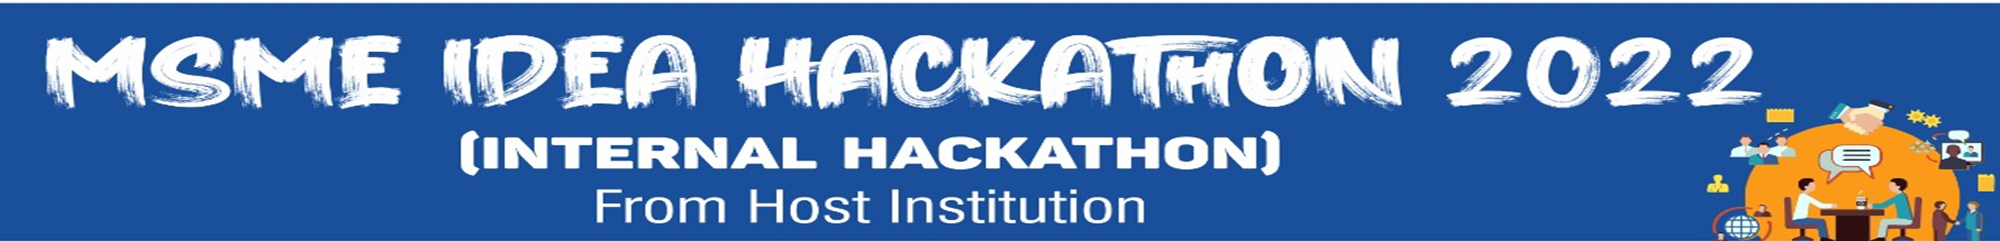 MSME IDEA HACKATHON 2022
(INTERNAL HACKATHON)
From Host Institution